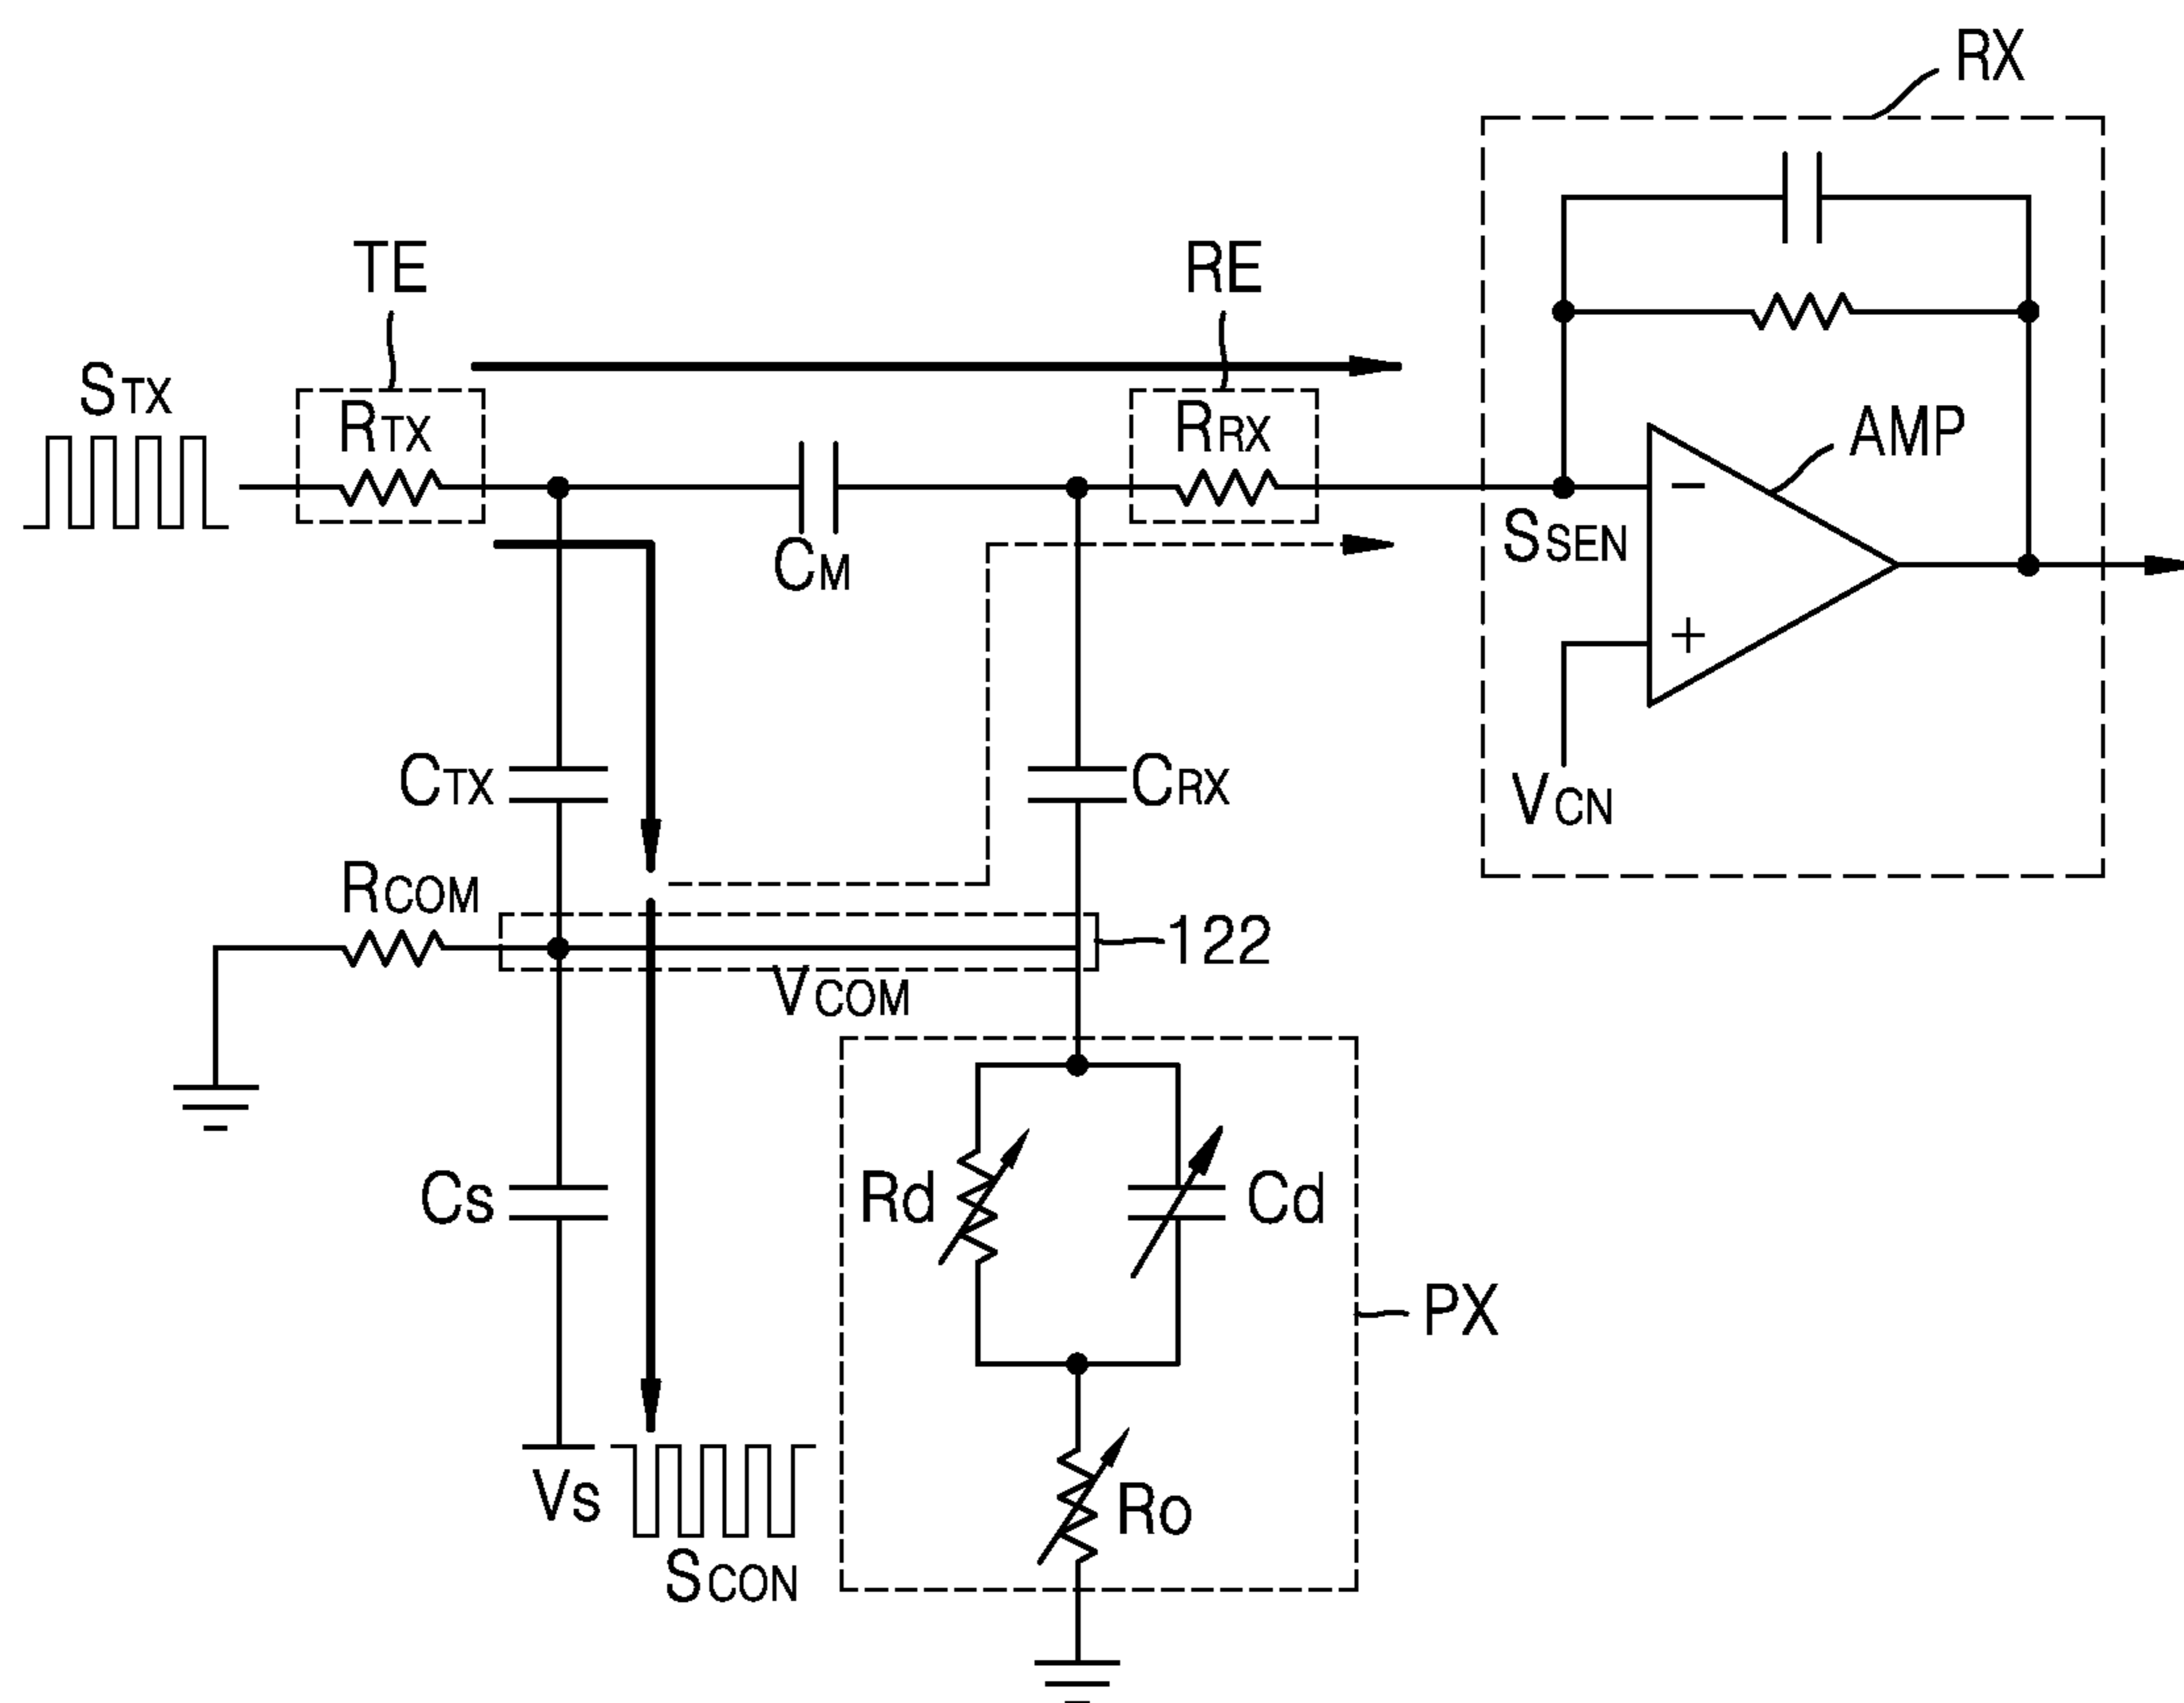 RX
TE
RE
STX
RTX
RRX
AMP
−
CM
SSEN
+
CTX
CRX
VCN
RCOM
122
VCOM
Rd
Cd
Cs
PX
Vs
Ro
SCON